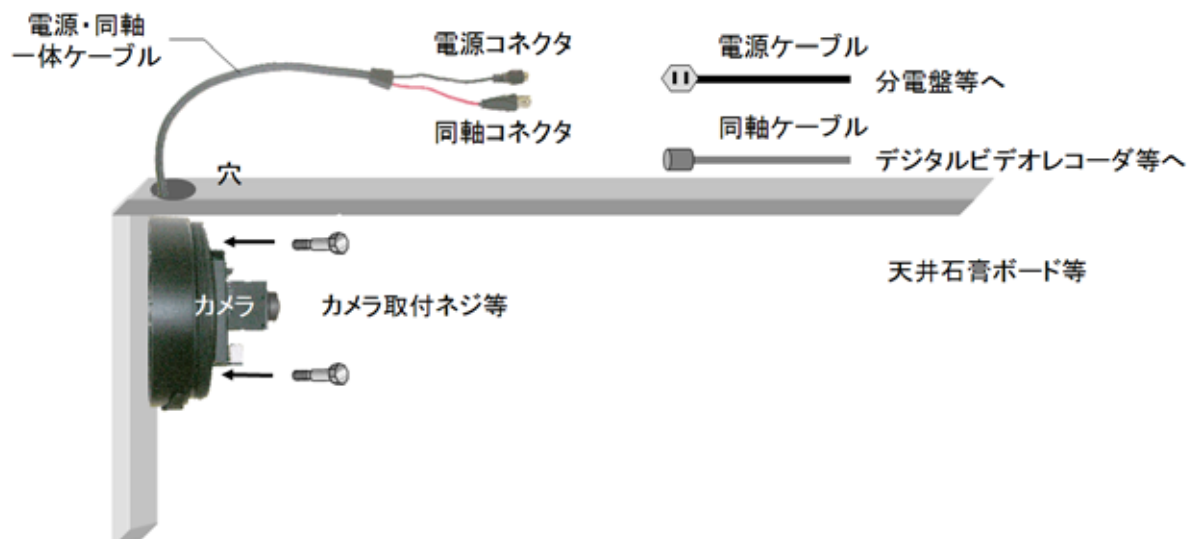 電源・同軸
一体ケーブル
電源コネクタ
同軸コネクタ
電源ケーブル
分電盤等へ
同軸ケーブル
デジタルビデオレコーダ等へ
穴
カメラ
カメラ取付ネジ等
天井石膏ボード等